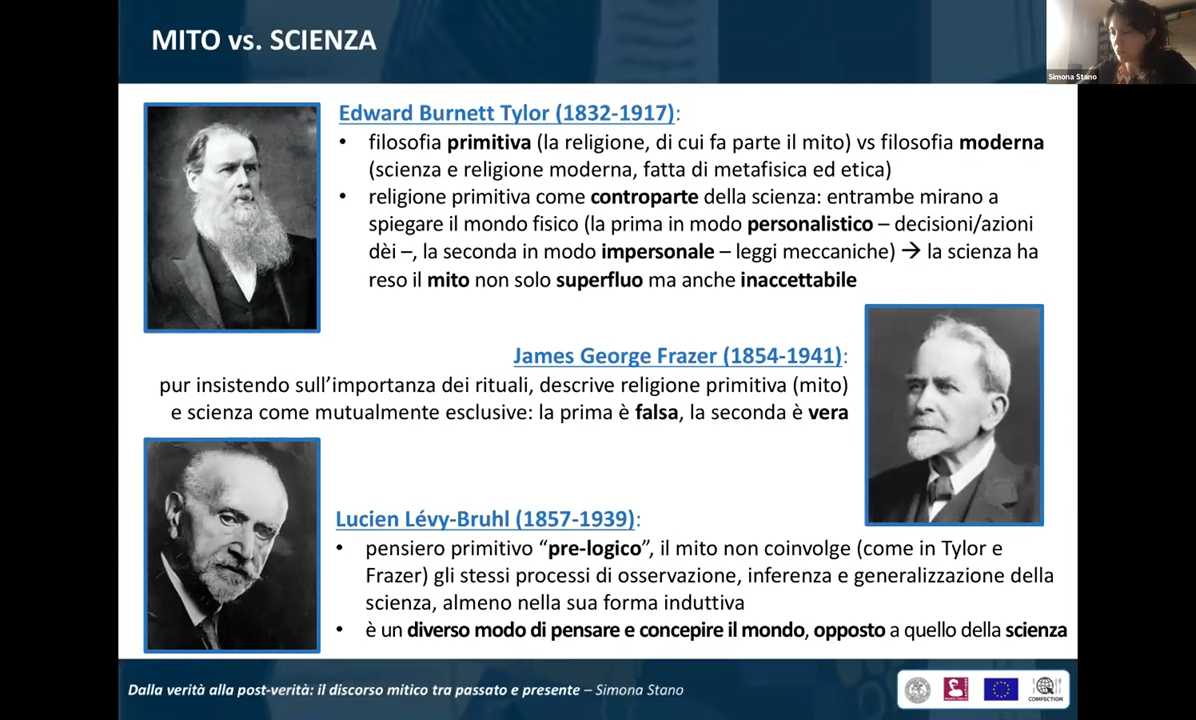 MITO vs. SCIENZA
Simona Stano
Edward Burnett Tylor (1832-1917):
• filosofia primitiva (la religione, di cui fa parte il mito) vs filosofia moderna
(scienza e religione moderna, fatta di metafisica ed etica)
• religione primitiva come controparte della scienza: entrambe mirano a
spiegare il mondo fisico (la prima in modo personalistico – decisioni/azioni
dèi –, la seconda in modo impersonale – leggi meccaniche) → la scienza ha
reso il mito non solo superfluo ma anche inaccettabile
James George Frazer (1854-1941):
pur insistendo sull’importanza dei rituali, descrive religione primitiva (mito)
e scienza come mutualmente esclusive: la prima è falsa, la seconda è vera
Lucien Lévy-Bruhl (1857-1939):
• pensiero primitivo “pre-logico”, il mito non coinvolge (come in Tylor e
Frazer) gli stessi processi di osservazione, inferenza e generalizzazione della
scienza, almeno nella sua forma induttiva
• è un diverso modo di pensare e concepire il mondo, opposto a quello della scienza
Dalla verità alla post-verità: il discorso mitico tra passato e presente – Simona Stano
COMFECTION